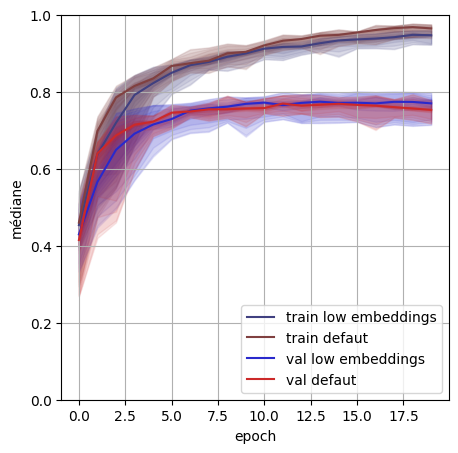 1.0
0.8
0.6
0.4
0.2
0.0
médiane
0.0 2.5 5.0 7.5 10.0 12.5 15.0 17.5
epoch
train low embeddings
train defaut
val low embeddings
val defaut